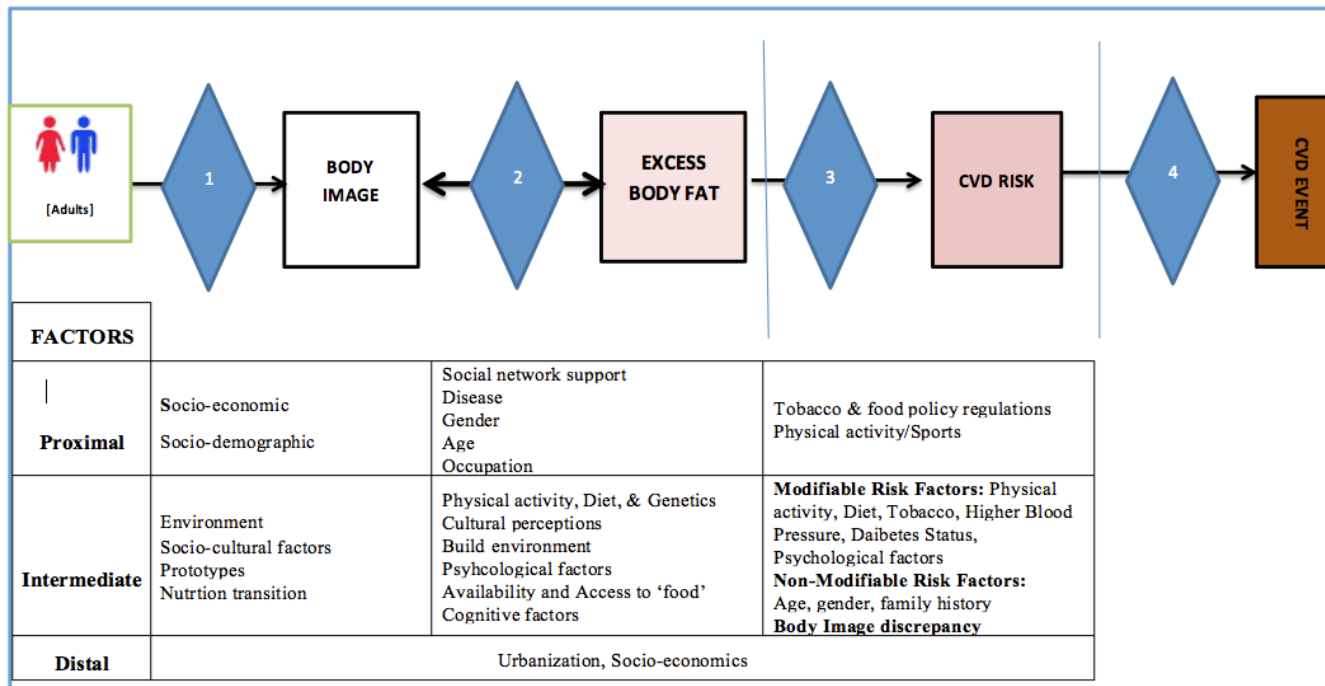 1
2
3
4
[Adults]
BODY
IMAGE
EXCESS
BODY FAT
CVD RISK
CVD EVENT
FACTORS
Proximal
Socio-economic
Socio-demographic
Social network support
Disease
Gender
Age
Occupation
Tobacco & food policy regulations
Physical activity/Sports
Intermediate
Environment
Socio-cultural factors
Prototypes
Nutrtion transition
Physical activity, Diet, & Genetics
Cultural perceptions
Build environment
Psyhcological factors
Availability and Access to ‘food’
Cognitive factors
Modifiable Risk Factors: Physical
activity, Diet, Tobacco, Higher Blood
Pressure, Daibetes Status,
Psychological factors
Non-Modifiable Risk Factors:
Age, gender, family history
Body Image discrepancy
Distal
Urbanization, Socio-economics